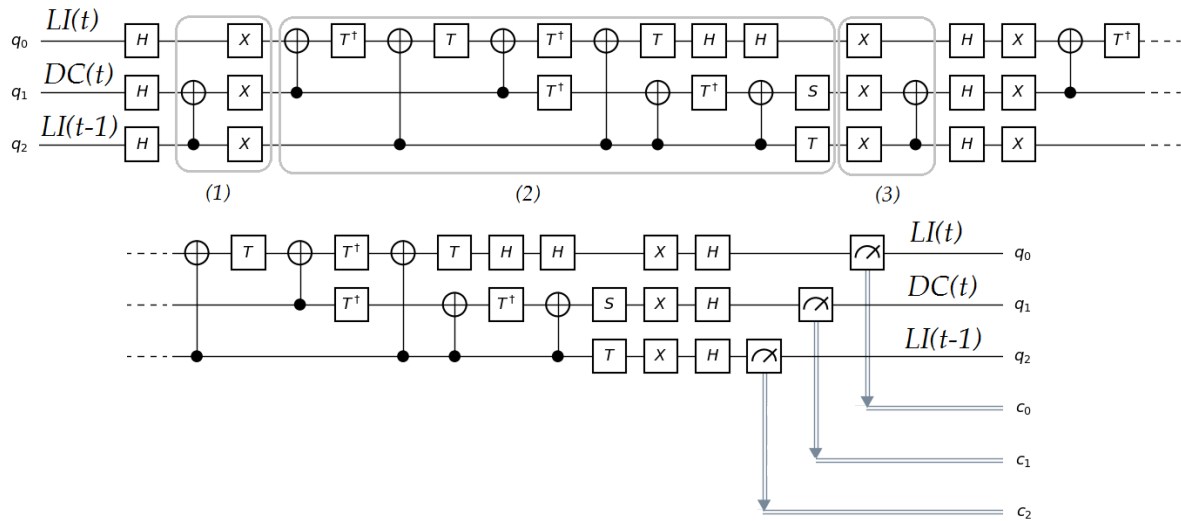 LI(t)
q0 H X T† T T† T H H X H X T†
DC(t)
q1 H X T† T† S X H X
LI(t-1)
q2 H X T X H X
(1) (2) (3)
T T† T H H X H LI(t) q0
T† T† S X H DC(t) q1
T X H LI(t-1) q2
c0
c1
c2